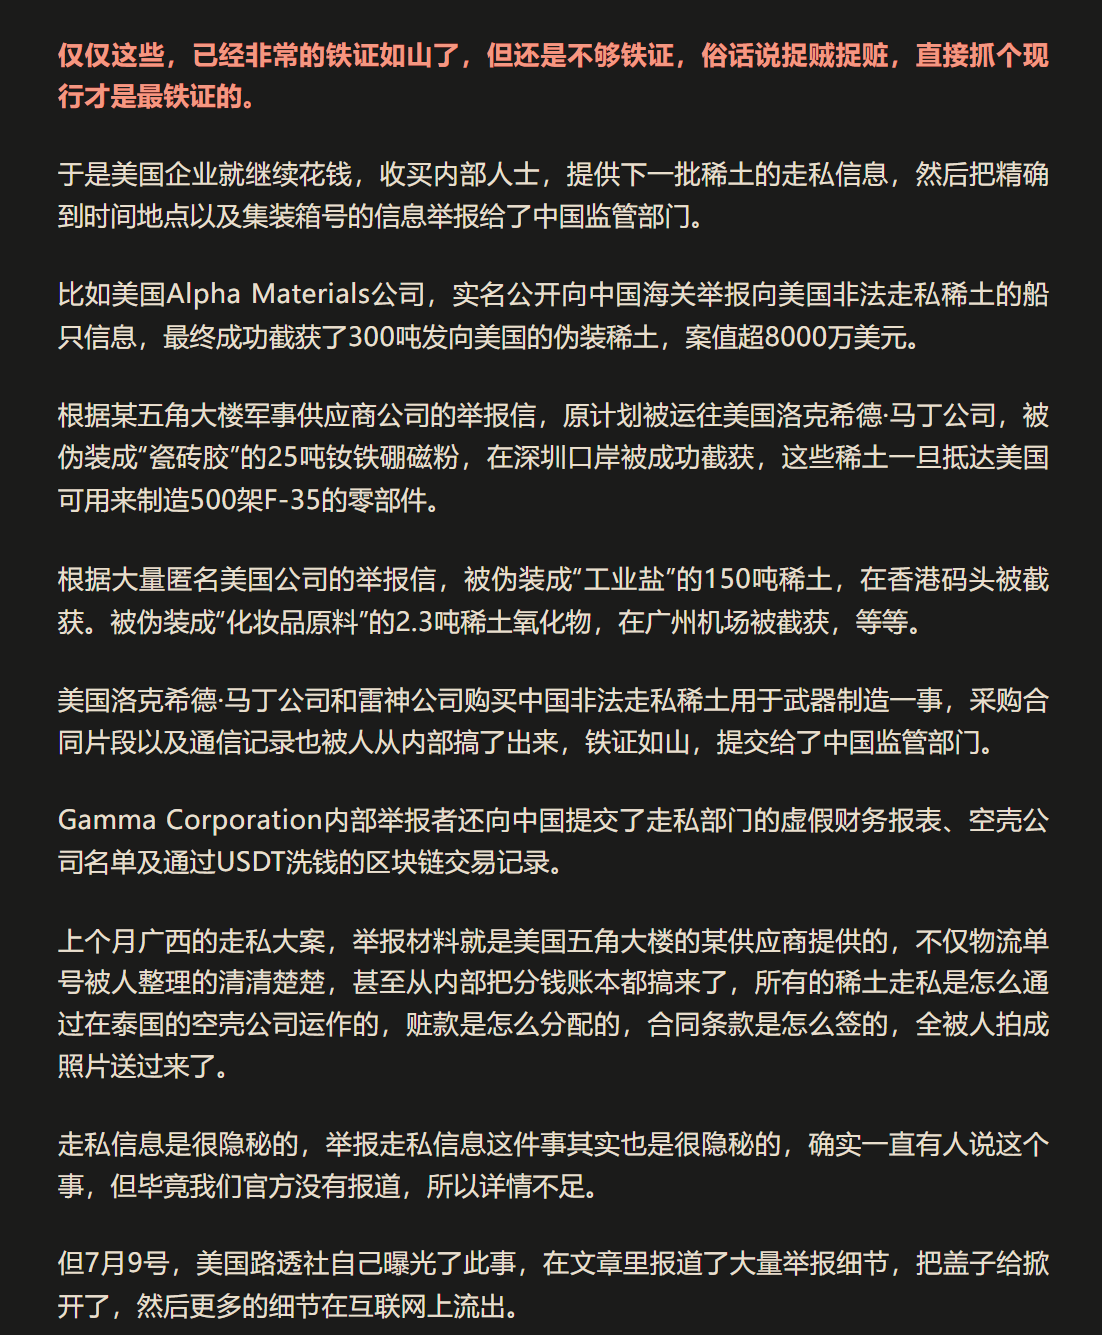 仅仅这些，已经非常的铁证如山了，但还是不够铁证，俗话说捉贼捉赃，直接抓个现
行才是最铁证的。
于是美国企业就继续花钱，收买内部人士，提供下一批稀土的走私信息，然后把精确
到时间地点以及集装箱号的信息举报给了中国监管部门。
比如美国Alpha Materials公司，实名公开向中国海关举报向美国非法走私稀土的船
只信息，最终成功截获了300吨发向美国的伪装稀土，案值超8000万美元。
根据某五角大楼军事供应商公司的举报信，原计划被运往美国洛克希德·马丁公司，被
伪装成“瓷砖胶”的25吨钕铁硼磁粉，在深圳口岸被成功截获，这些稀土一旦抵达美国
可用来制造500架F-35的零部件。
根据大量匿名美国公司的举报信，被伪装成“工业盐”的150吨稀土，在香港码头被截
获。被伪装成“化妆品原料”的2.3吨稀土氧化物，在广州机场被截获，等等。
美国洛克希德·马丁公司和雷神公司购买中国非法走私稀土用于武器制造一事，采购合
同片段以及通信记录也被人从内部搞了出来，铁证如山，提交给了中国监管部门。
Gamma Corporation内部举报者还向中国提交了走私部门的虚假财务报表、空壳公
司名单及通过USDT洗钱的区块链交易记录。
上个月广西的走私大案，举报材料就是美国五角大楼的某供应商提供的，不仅物流单
号被人整理的清清楚楚，甚至从内部把分钱账本都搞来了，所有的稀土走私是怎么通
过在泰国的空壳公司运作的，赃款是怎么分配的，合同条款是怎么签的，全被人拍成
照片送过来了。
走私信息是很隐秘的，举报走私信息这件事其实也是很隐秘的，确实一直有人说这个
事，但毕竟我们官方没有报道，所以详情不足。
但7月9号，美国路透社自己曝光了此事，在文章里报道了大量举报细节，把盖子给掀
开了，然后更多的细节在互联网上流出。